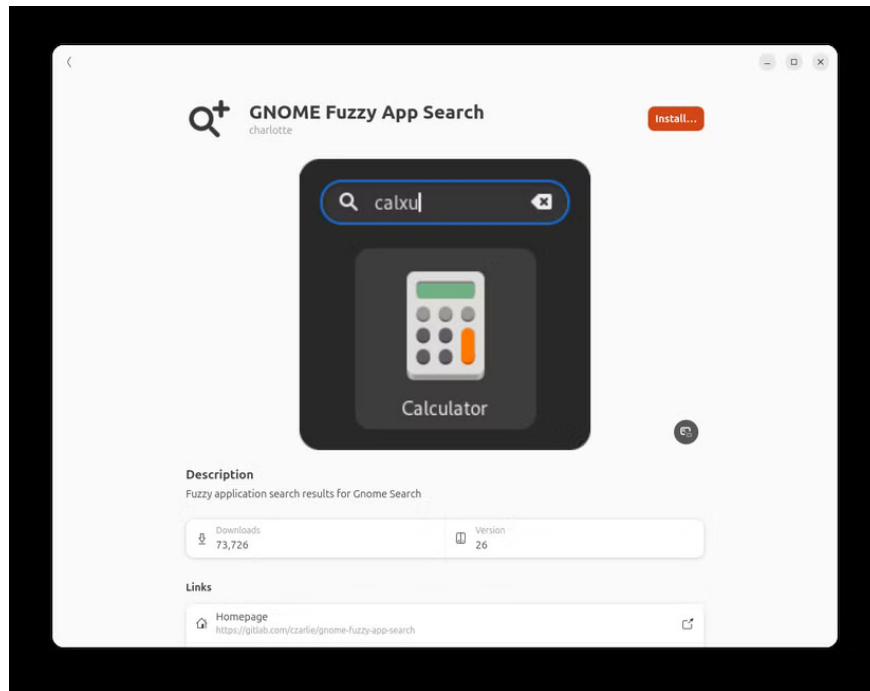 GNOME Fuzzy App Search
charlotte
Install...
calxu
Calculator
Description
Fuzzy application search results for Gnome Search
Downloads
73,726
Version
26
Links
Homepage
https://gitlab.com/czarlie/gnome-fuzzy-app-search